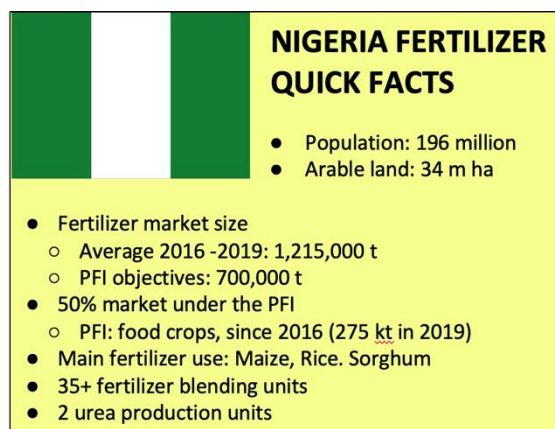 NIGERIA FERTILIZER
QUICK FACTS
● Population: 196 million
● Arable land: 34 m ha
● Fertilizer market size
○ Average 2016 -2019: 1,215,000 t
○ PFI objectives: 700,000 t
● 50% market under the PFI
○ PFI: food crops, since 2016 (275 kt in 2019)
● Main fertilizer use: Maize, Rice. Sorghum
● 35+ fertilizer blending units
● 2 urea production units